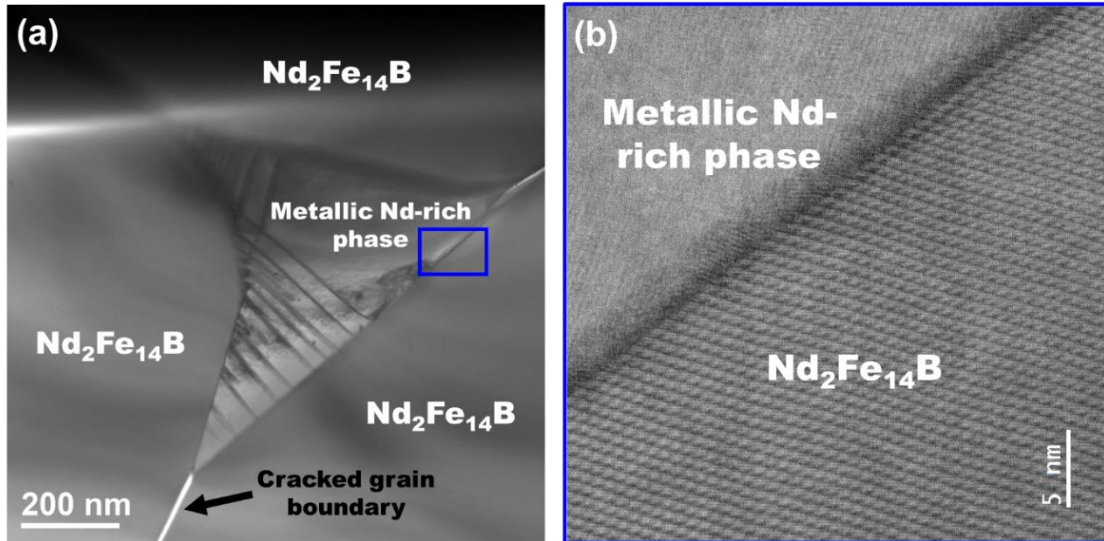 (a)
Nd₂Fe₁₄B
Metallic Nd-rich
phase
Nd₂Fe₁₄B
Nd₂Fe₁₄B
Cracked grain
boundary
200 nm
(b)
Metallic Nd-
rich phase
Nd₂Fe₁₄B
5 nm